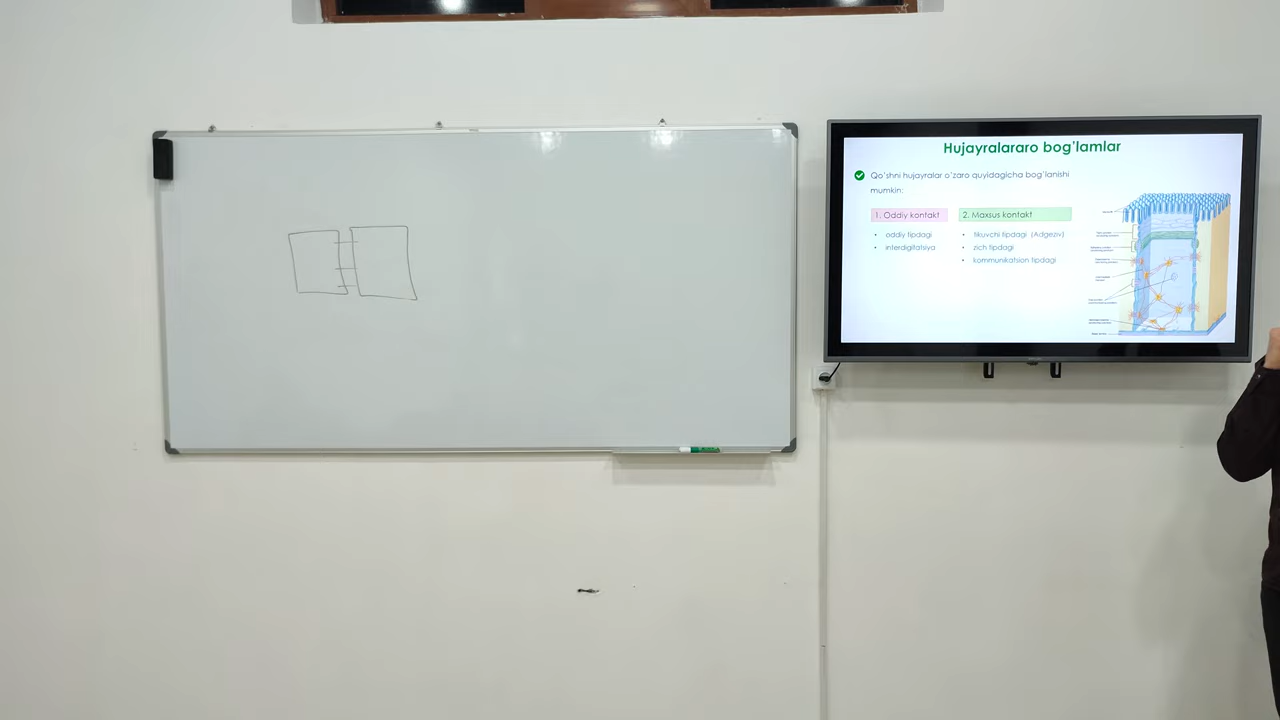 Hujayralararo bog'lamlar
Qo'shni hujayralar o'zaro quyidagicha bog'lanishi
mumkin:
1. Oddiy kontakt
• oddiy tipdagi
• interdigitatsiya
2. Maxsus kontakt
• tikuvchi tipdagi (Adgeziv)
• zich tipdagi
• kommunikatsion tipdagi